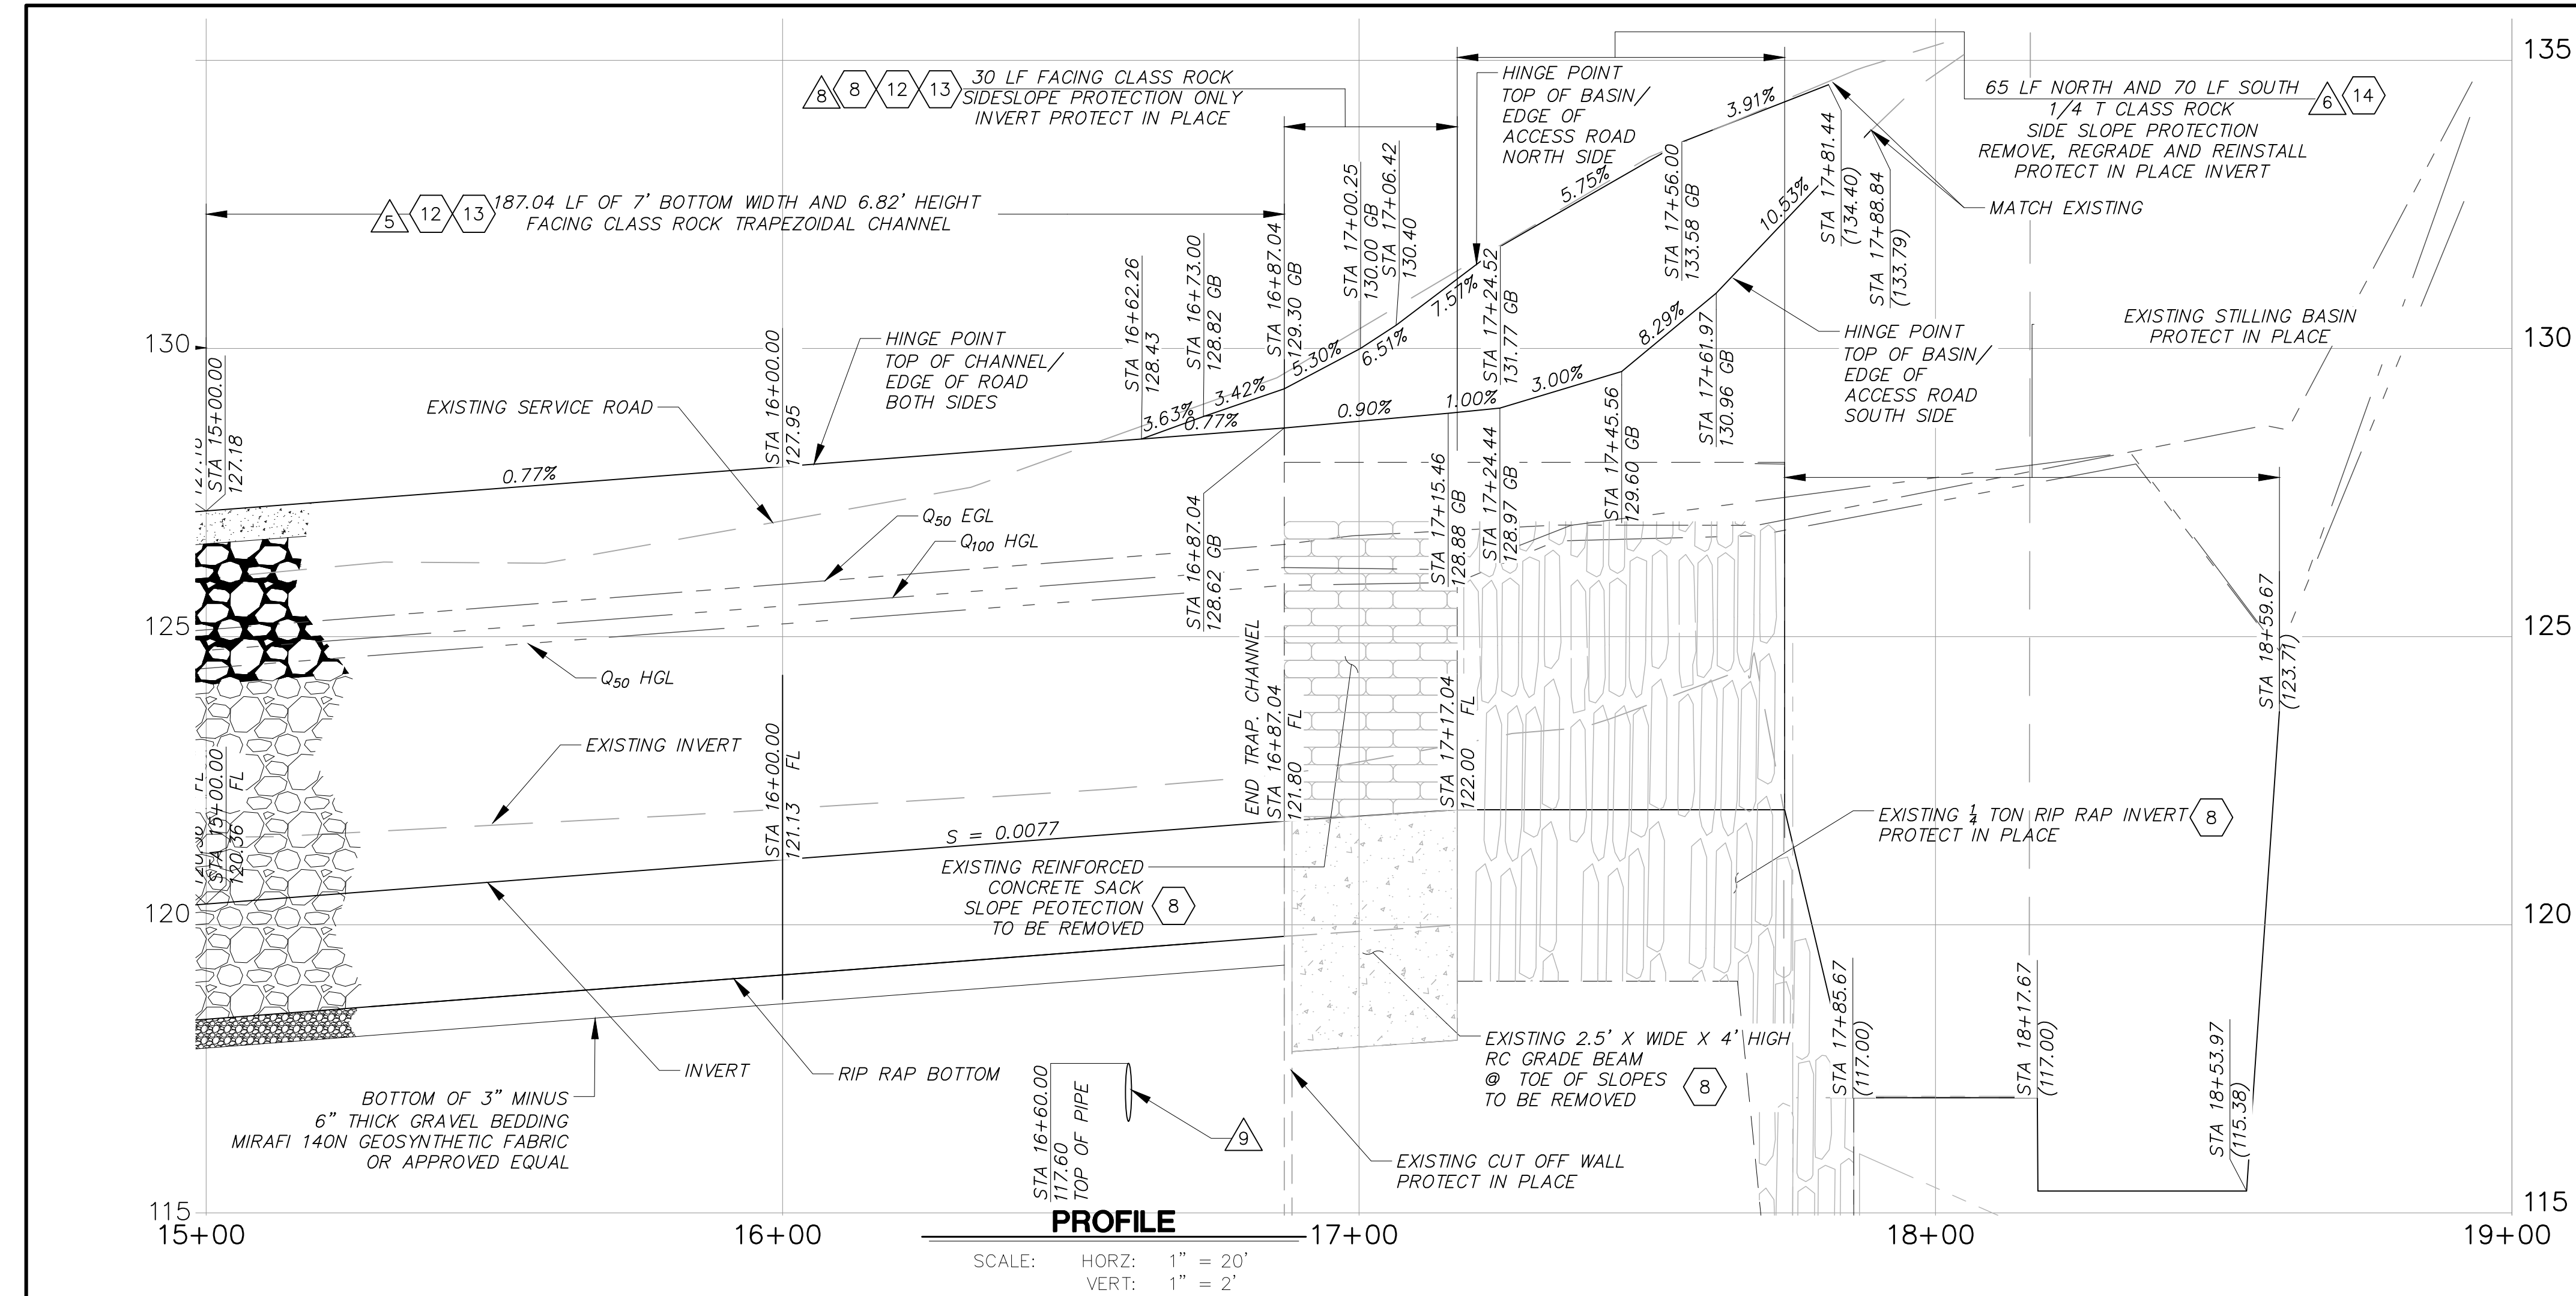 135
130
125
120
115
135
130
125
120
115
15+00
16+00
17+00
18+00
19+00
8
8
12
13
30 LF FACING CLASS ROCK
SIDESLOPE PROTECTION ONLY
INVERT PROTECT IN PLACE
5
12
13
187.04 LF OF 7' BOTTOM WIDTH AND 6.82' HEIGHT
FACING CLASS ROCK TRAPEZOIDAL CHANNEL
HINGE POINT
TOP OF BASIN/
EDGE OF
ACCESS ROAD
NORTH SIDE
65 LF NORTH AND 70 LF SOUTH
1/4 T CLASS ROCK
SIDE SLOPE PROTECTION
REMOVE, REGRADE AND REINSTALL
PROTECT IN PLACE INVERT
6
14
MATCH EXISTING
EXISTING STILLING BASIN
PROTECT IN PLACE
HINGE POINT
TOP OF BASIN/
EDGE OF
ACCESS ROAD
SOUTH SIDE
HINGE POINT
TOP OF CHANNEL/
EDGE OF ROAD
BOTH SIDES
EXISTING SERVICE ROAD
127.18
STA 15+00.00
127.18
STA 16+00.00
127.95
STA 16+62.26
128.43
STA 16+73.00
128.82 GB
STA 16+87.04
129.30 GB
STA 17+00.25
130.00 GB
STA 17+06.42
130.40
STA 17+24.52
131.77 GB
STA 17+56.00
133.58 GB
STA 17+81.44
(134.40)
STA 17+88.84
(133.79)
0.77%
3.63%
0.77%
3.42%
5.30%
6.51%
7.57%
5.75%
3.91%
0.90%
1.00%
3.00%
8.29%
10.53%
STA 16+87.04
128.62 GB
STA 17+15.46
128.88 GB
STA 17+24.44
128.97 GB
STA 17+45.56
129.60 GB
STA 17+61.97
130.96 GB
Q50 EGL
Q100 HGL
Q50 HGL
EXISTING INVERT
FL
STA 15+00.00
120.36 FL
STA 16+00.00
121.13 FL
END TRAP. CHANNEL
STA 16+87.04
121.80 FL
STA 17+17.04
122.00 FL
S = 0.0077
EXISTING REINFORCED
CONCRETE SACK
SLOPE PEOTECTION
TO BE REMOVED
8
EXISTING 1/4 TON RIP RAP INVERT
PROTECT IN PLACE
8
EXISTING 2.5' X WIDE X 4' HIGH
RC GRADE BEAM
@ TOE OF SLOPES
TO BE REMOVED
8
EXISTING CUT OFF WALL
PROTECT IN PLACE
INVERT
RIP RAP BOTTOM
BOTTOM OF 3" MINUS
6" THICK GRAVEL BEDDING
MIRAFI 140N GEOSYNTHETIC FABRIC
OR APPROVED EQUAL
STA 16+60.00
117.60
TOP OF PIPE
9
STA 17+85.67
(117.00)
STA 18+17.67
(117.00)
STA 18+53.97
(115.38)
STA 18+59.67
(123.71)
PROFILE
SCALE: HORZ: 1" = 20'
VERT: 1" = 2'